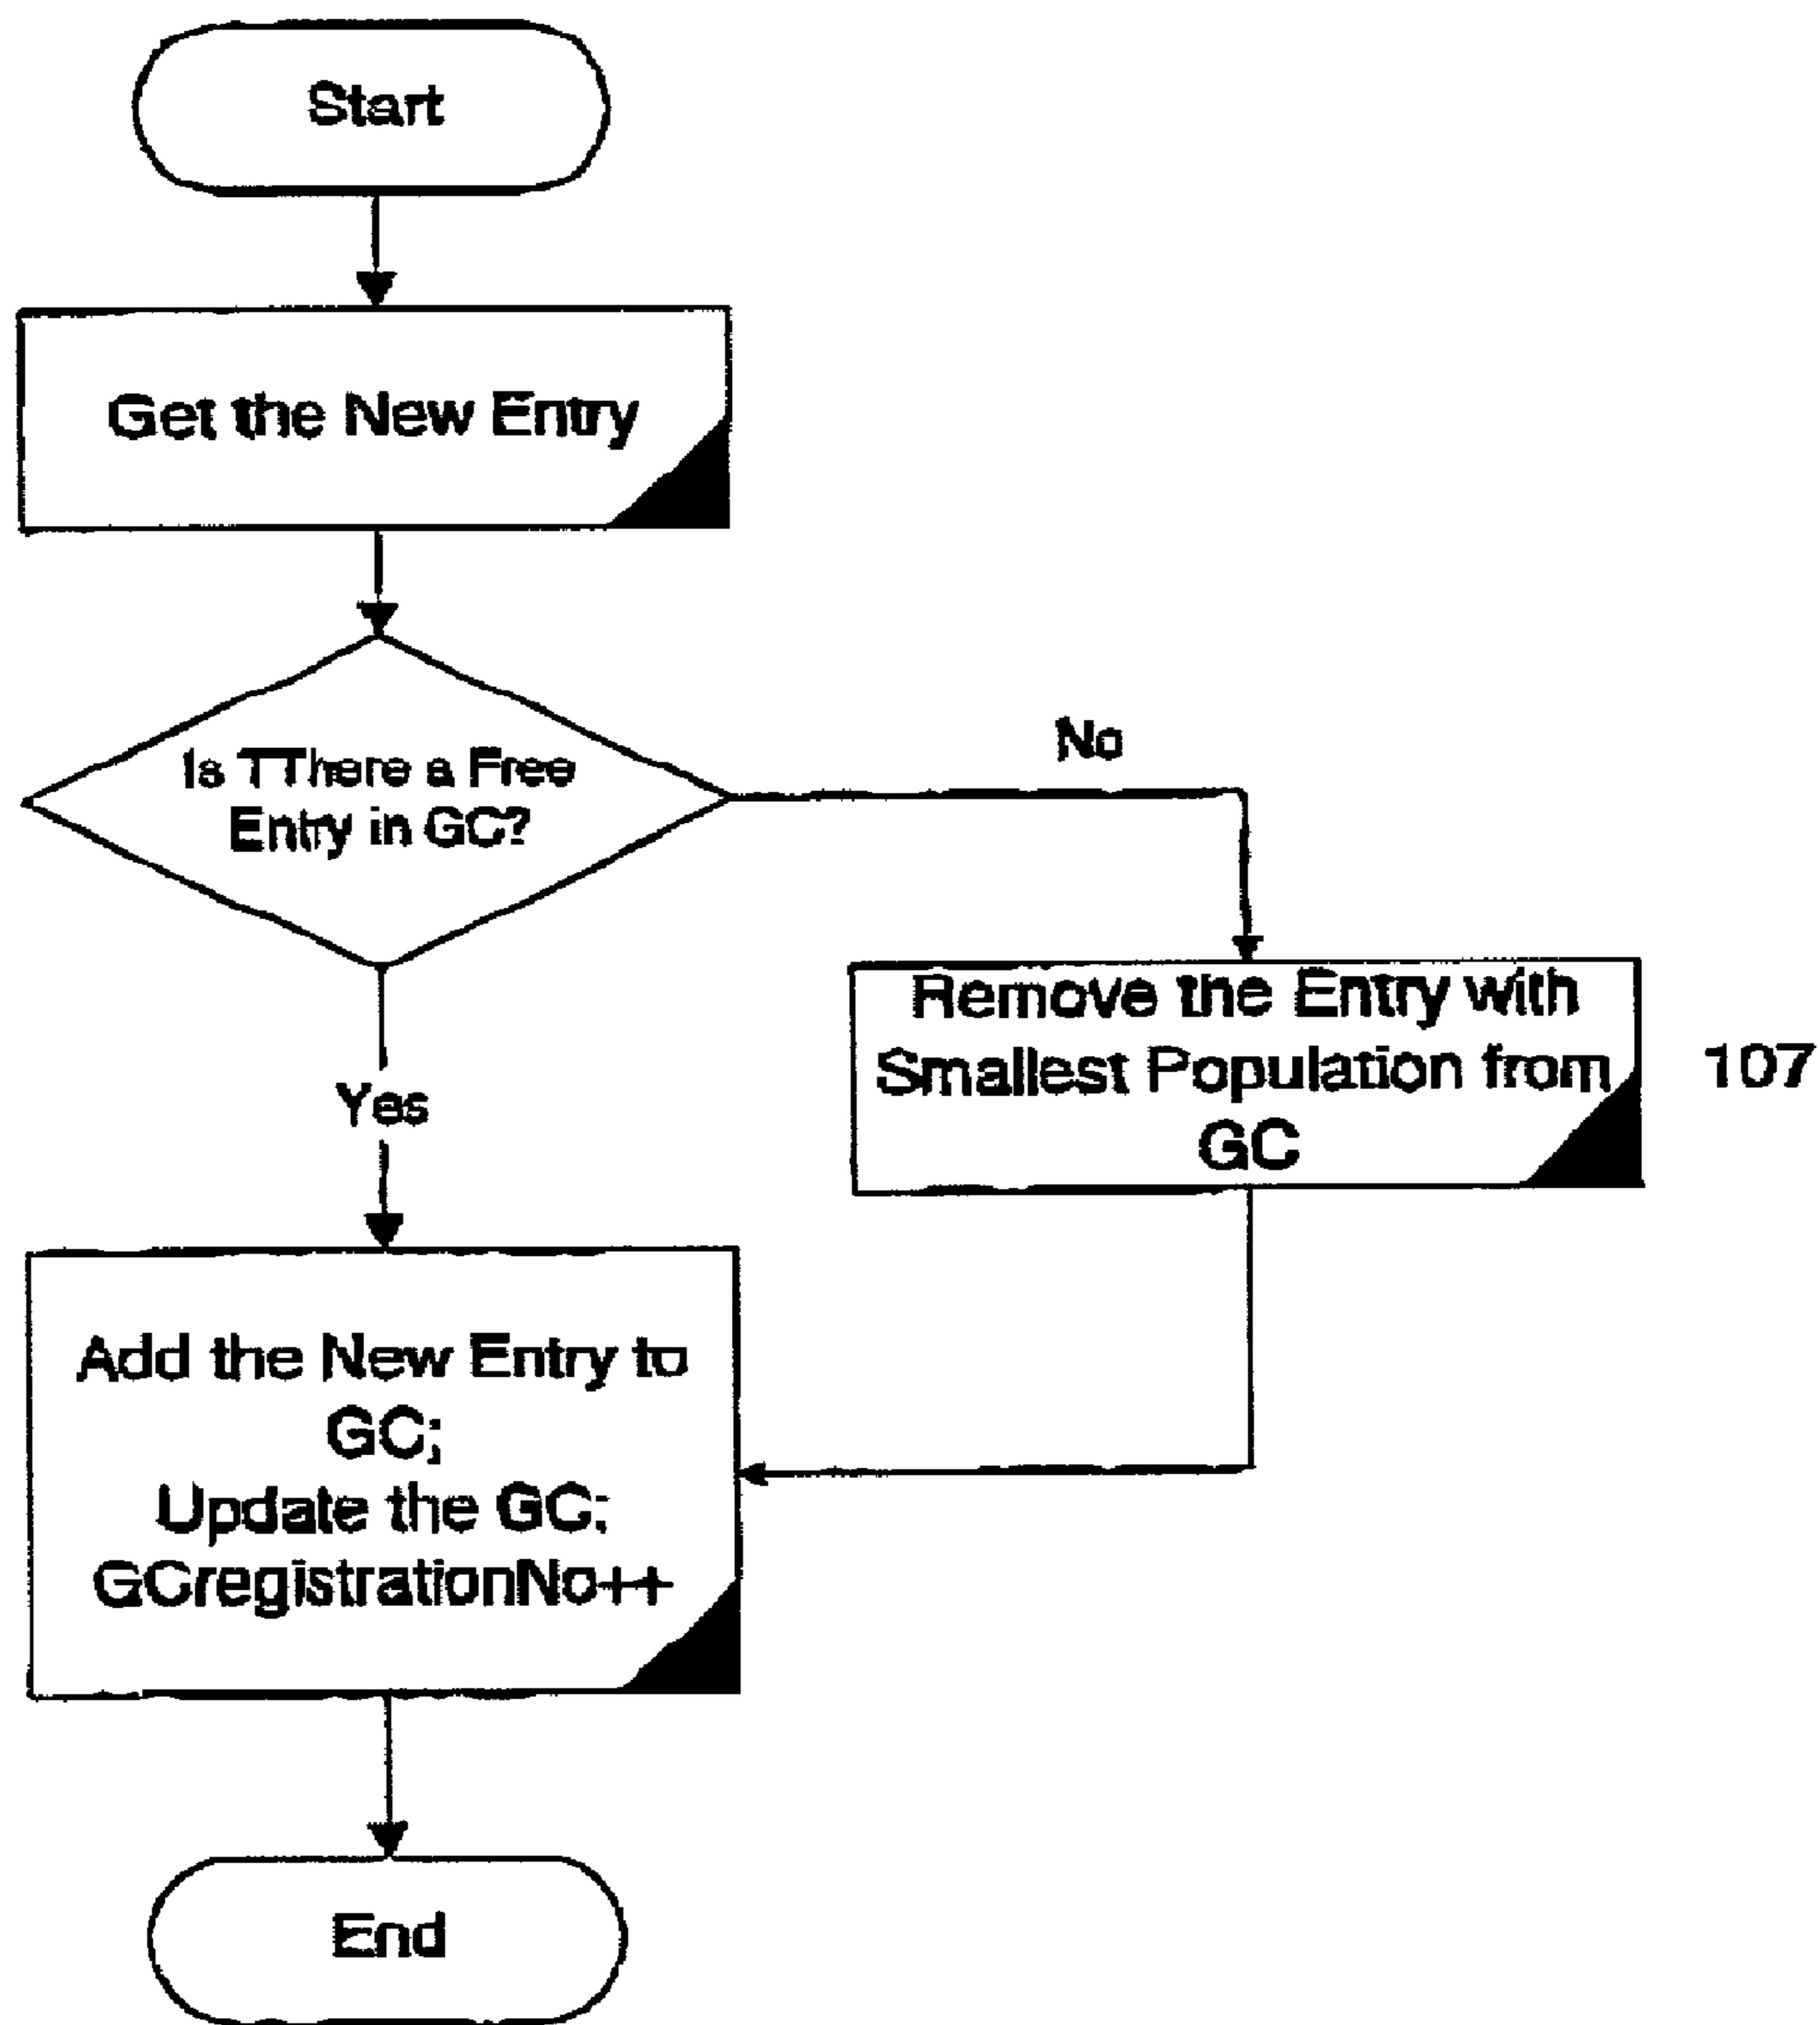 Start
Get the New Entry
Is TThere a Free
Entry in GC?
No
Yes
Remove the Entry with
Smallest Population from
GC
107
Add the New Entry to
GC;
Update the GC;
GCregistrationNo++
End